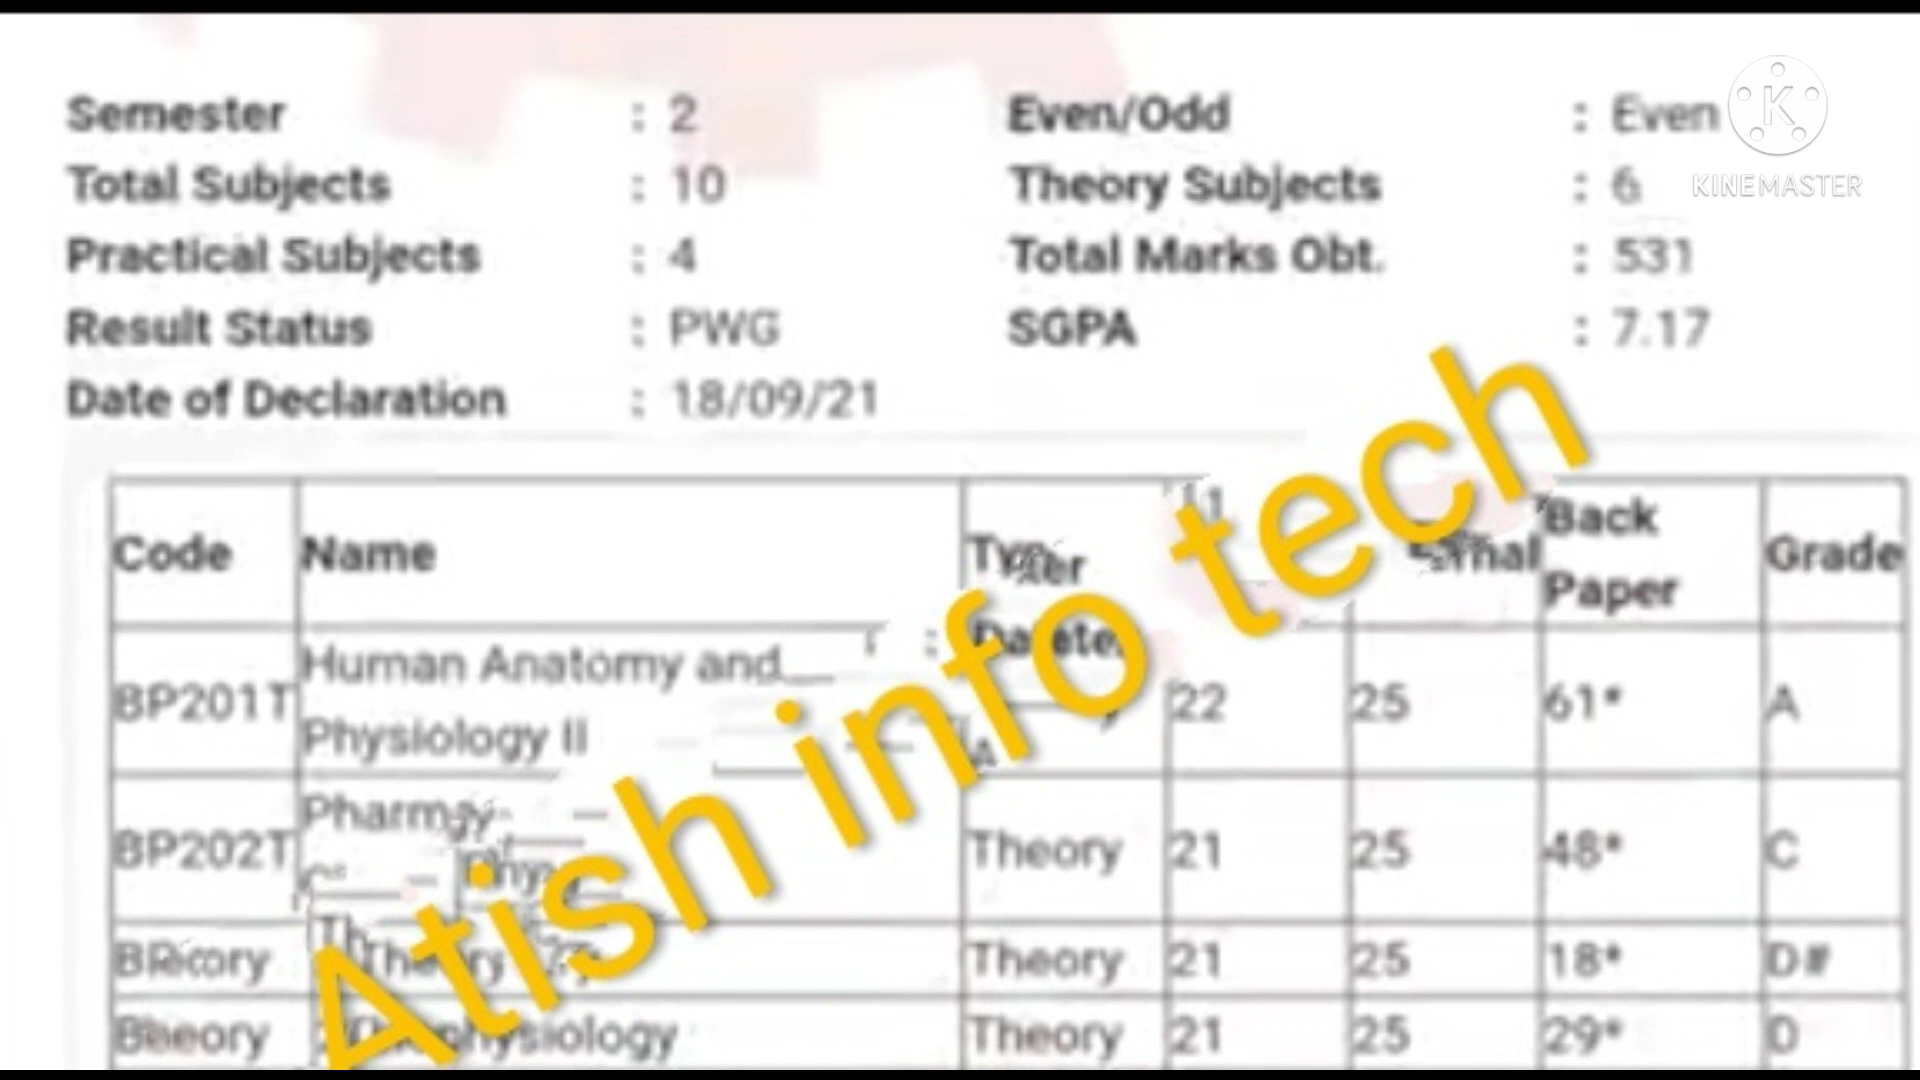 Semester : 2 Even/Odd : Even
KINEMASTER
Total Subjects : 10 Theory Subjects : 6
Practical Subjects : 4 Total Marks Obt. : 531
Result Status : PWG SGPA : 7.17
Date of Declaration : 18/09/21
Atish info tech
Code Name Back Paper Grade
BP201T Human Anatomy and Physiology II 22 25 61* A
BP202T 21 25 48* C
Theory 21 25 18* D#
Theory 21 25 29* D